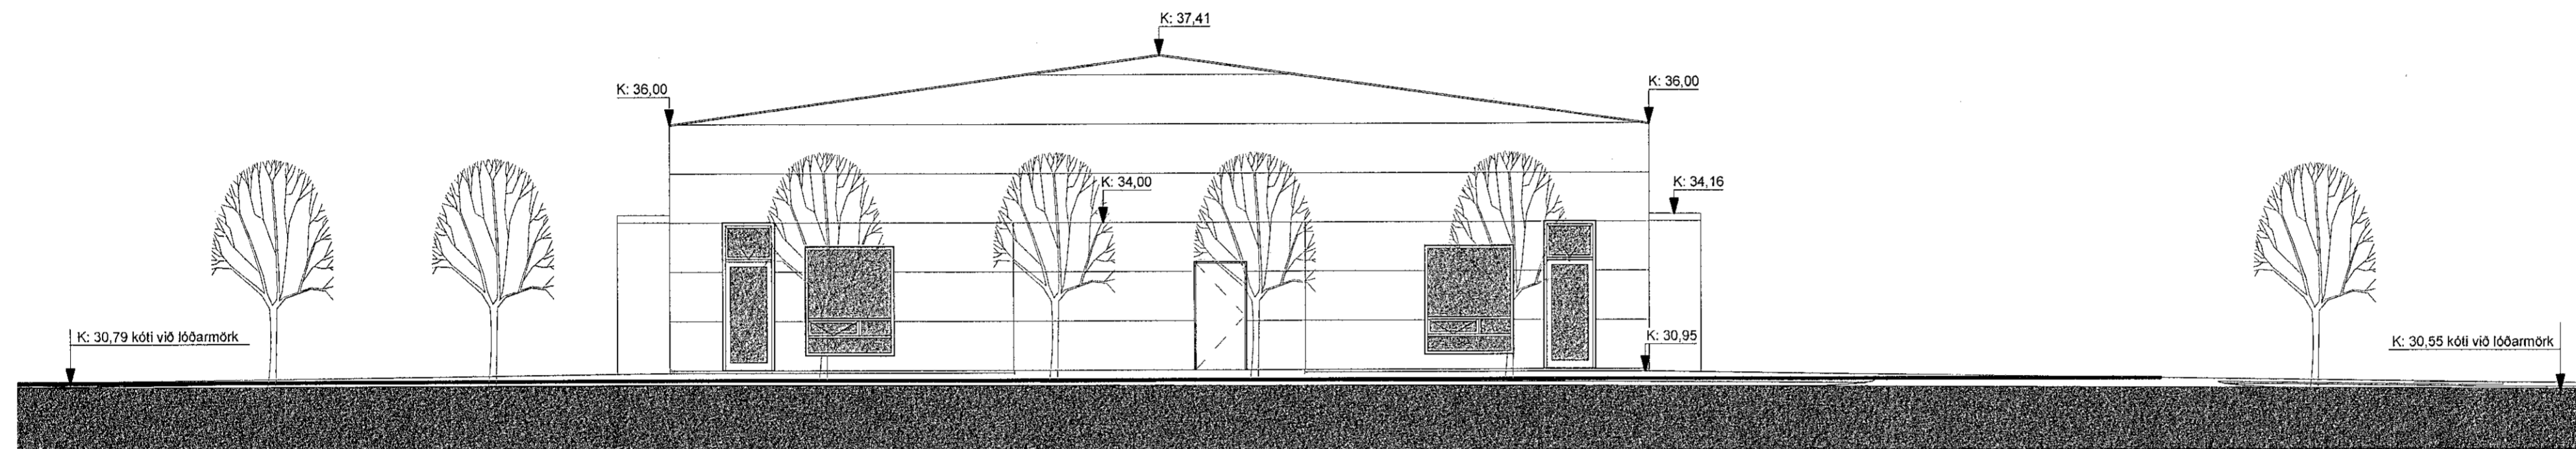 K: 37,41
K: 36,00
K: 36,00
K: 34,00
K: 34,16
K: 30,79 kóti við lóðarmörk
K: 30,95
K: 30,55 kóti við lóðarmörk